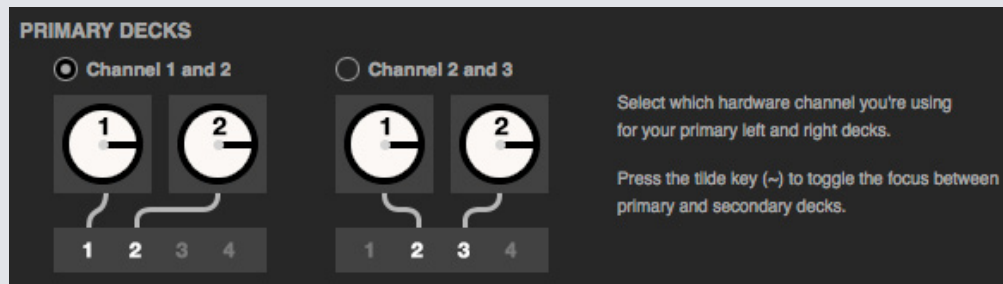 PRIMARY DECKS
Channel 1 and 2
Channel 2 and 3
1 2
1 2
Select which hardware channel you're using
for your primary left and right decks.
Press the tilde key (~) to toggle the focus between
primary and secondary decks.
1 2 3 4
1 2 3 4